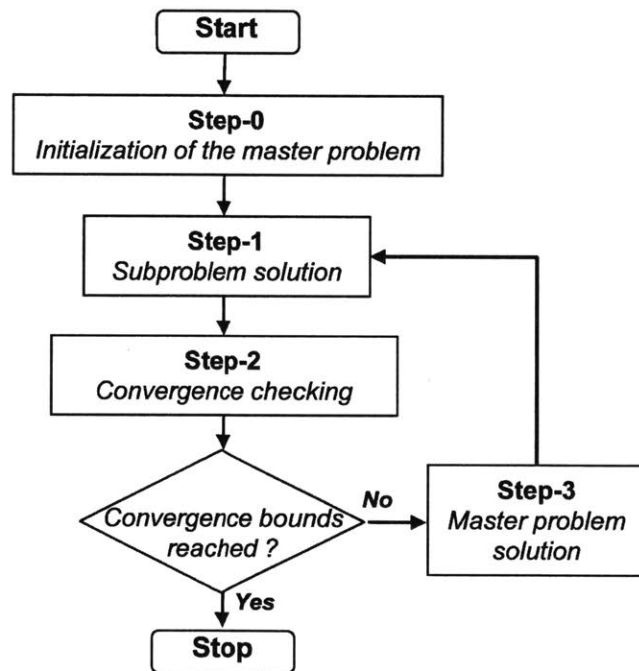 Start
Step-0
Initialization of the master problem
Step-1
Subproblem solution
Step-2
Convergence checking
Convergence bounds
reached ?
No
Step-3
Master problem
solution
Yes
Stop